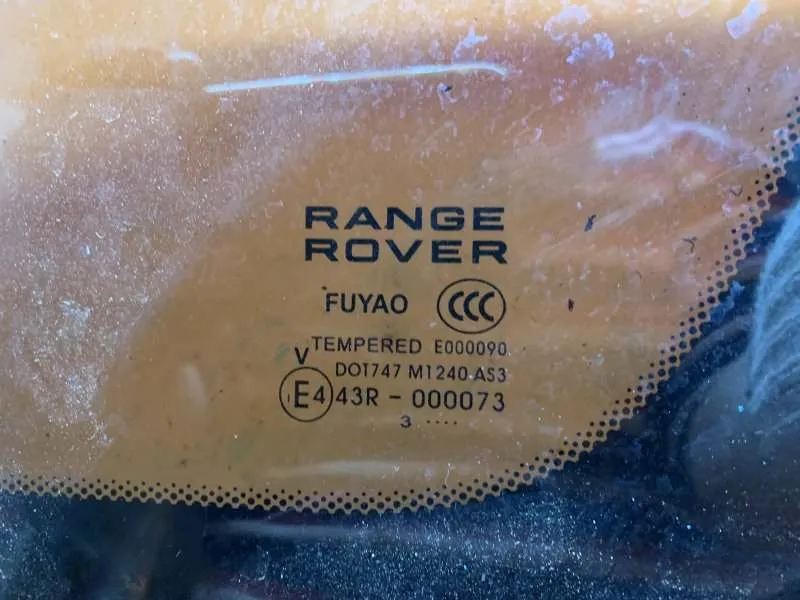 RANGE
ROVER
FUYAO CCC
TEMPERED E000090
V
DOT747 M1240 AS3
E4 43R - 000073
3 ....